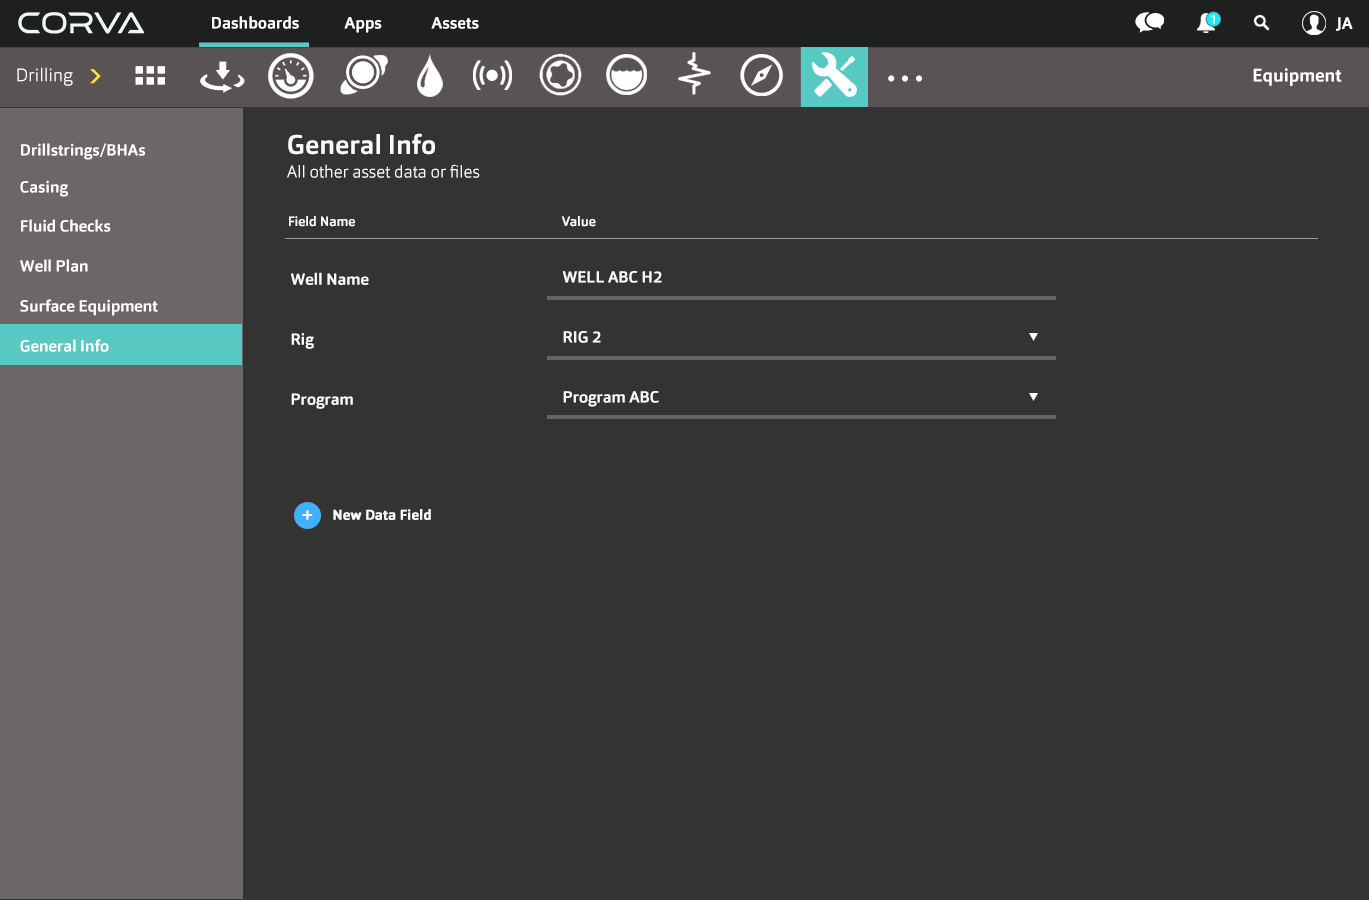 CORVA
Dashboards
Apps
Assets
1
JA
Drilling
Equipment
Drillstrings/BHAs
Casing
Fluid Checks
Well Plan
Surface Equipment
General Info
General Info
All other asset data or files
Field Name
Value
Well Name
WELL ABC H2
Rig
RIG 2
Program
Program ABC
New Data Field